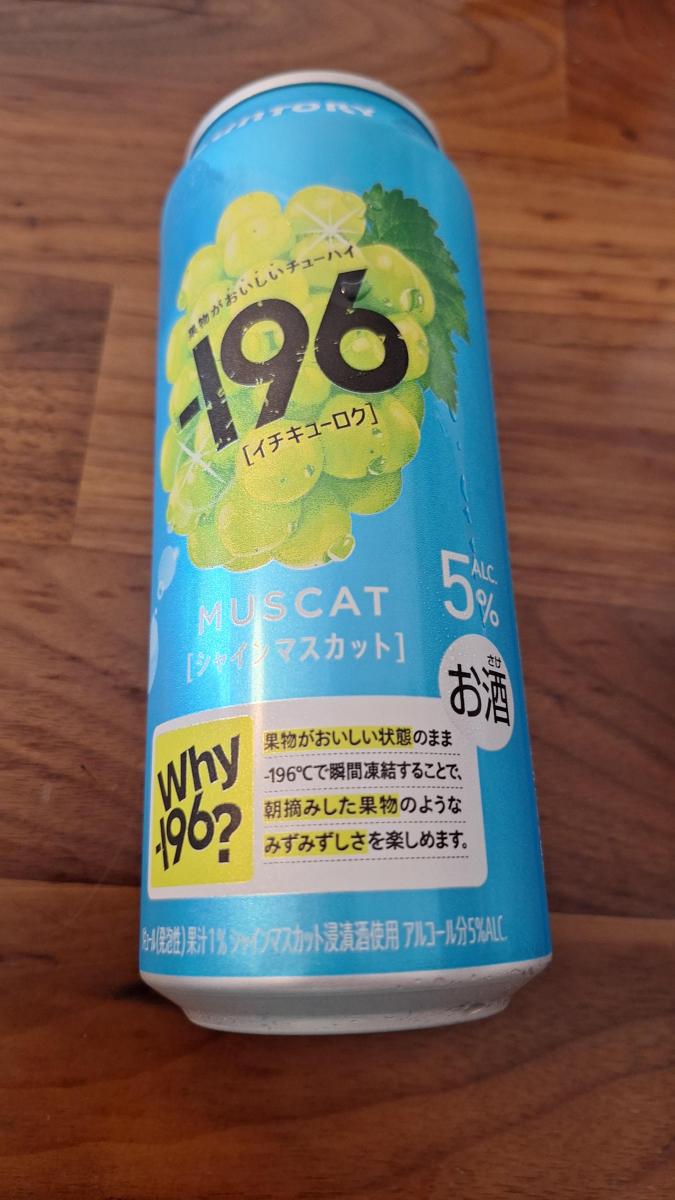 SUNTORY
果物がおいしいチューハイ
-196
[イチキューロク]
MUSCAT
[シャインマスカット]
5% ALC.
さけ
お酒
Why
-196?
果物がおいしい状態のまま
-196℃で瞬間凍結することで、
朝摘みした果物のような
みずみずしさを楽しめます。
(発泡性) 果汁1% シャインマスカット浸漬酒使用 アルコール分5%ALC.